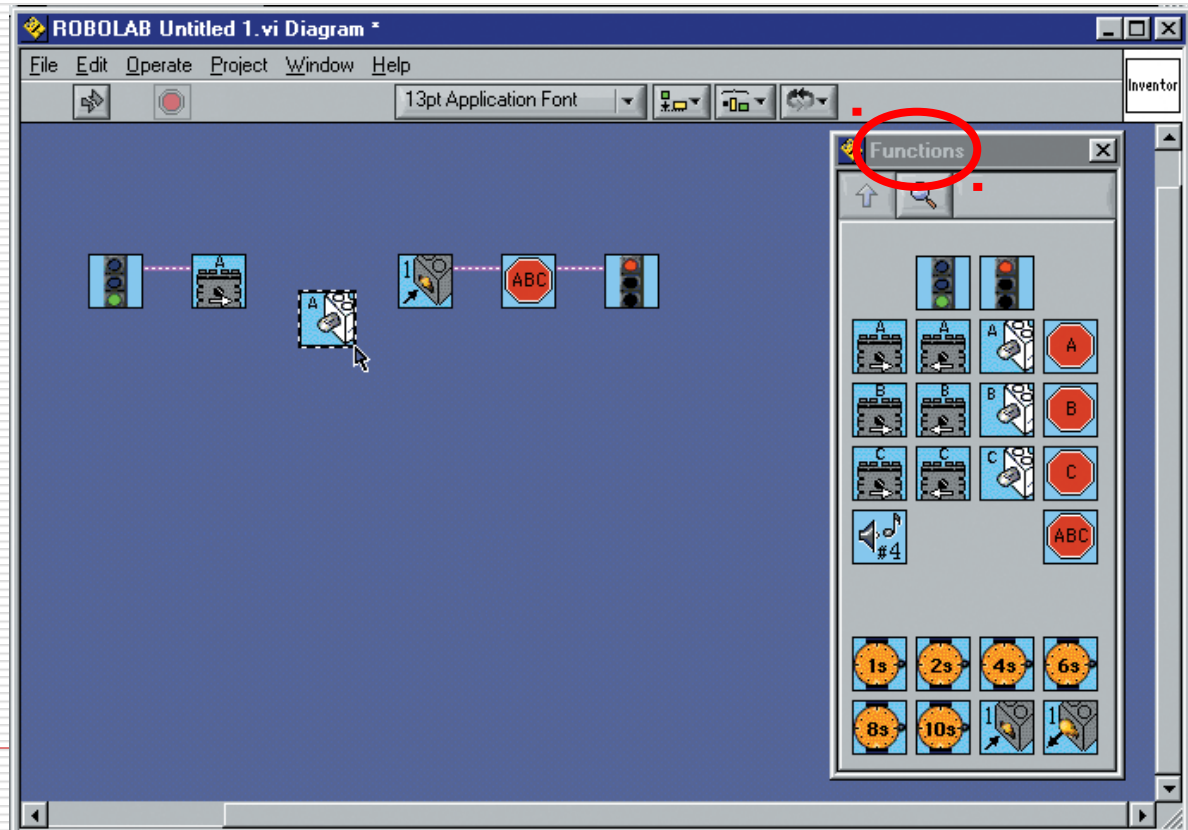 ROBOLAB Untitled 1.vi Diagram *
File Edit Operate Project Window Help
Inventor
13pt Application Font
Functions
A
1
ABC
A
A A A A
B B B B
C C C C
#4
ABC
1s 2s 4s 6s
8s 10s 1 1